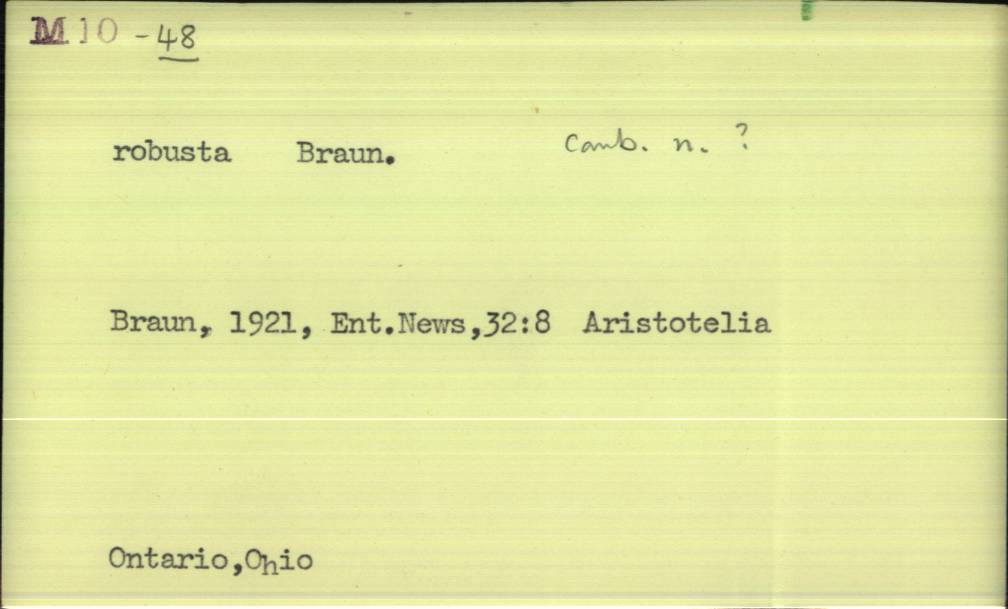 M10 -48
robusta Braun. Comb. n. ?
Braun, 1921, Ent.News,32:8 Aristotelia
Ontario,Ohio